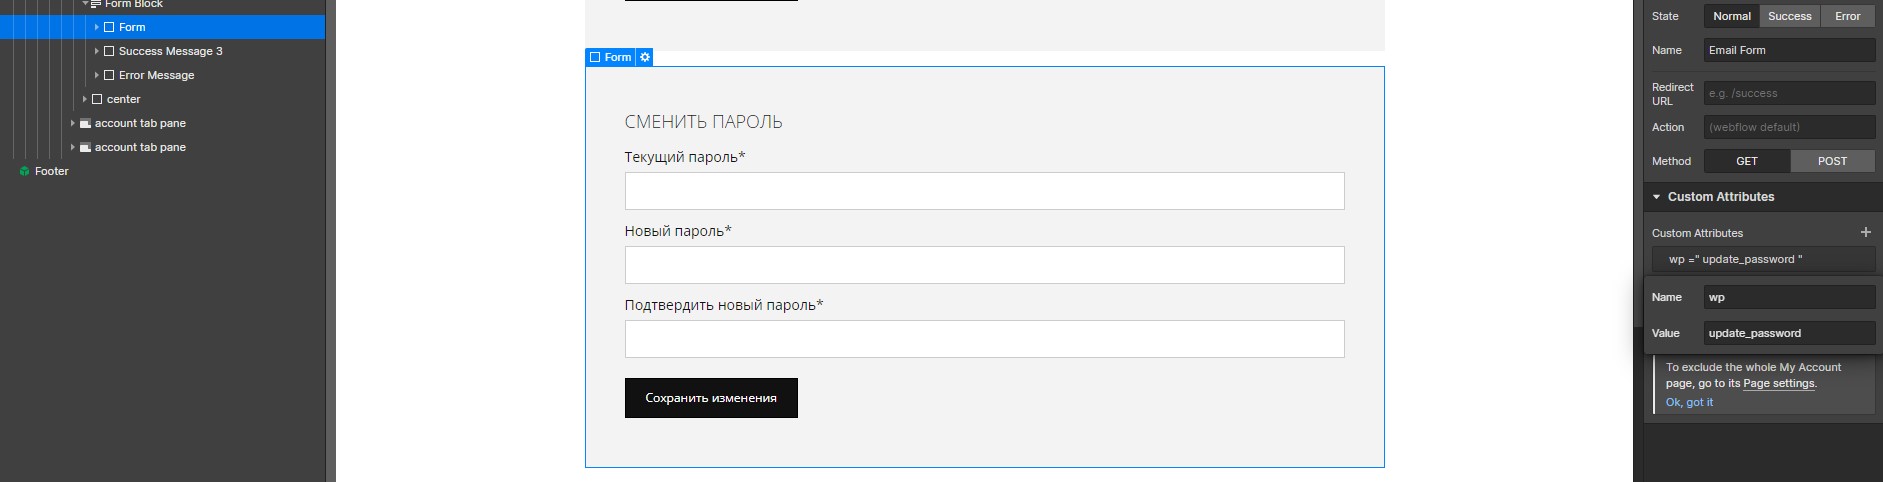 Form Block
Form
Success Message 3
Error Message
center
account tab pane
account tab pane
Footer
Form
СМЕНИТЬ ПАРОЛЬ
Текущий пароль*
Новый пароль*
Подтвердить новый пароль*
Сохранить изменения
State Normal Success Error
Name Email Form
Redirect URL e.g. /success
Action (webflow default)
Method GET POST
Custom Attributes
Custom Attributes +
wp =" update_password "
Name wp
Value update_password
To exclude the whole My Account
page, go to its Page settings.
Ok, got it